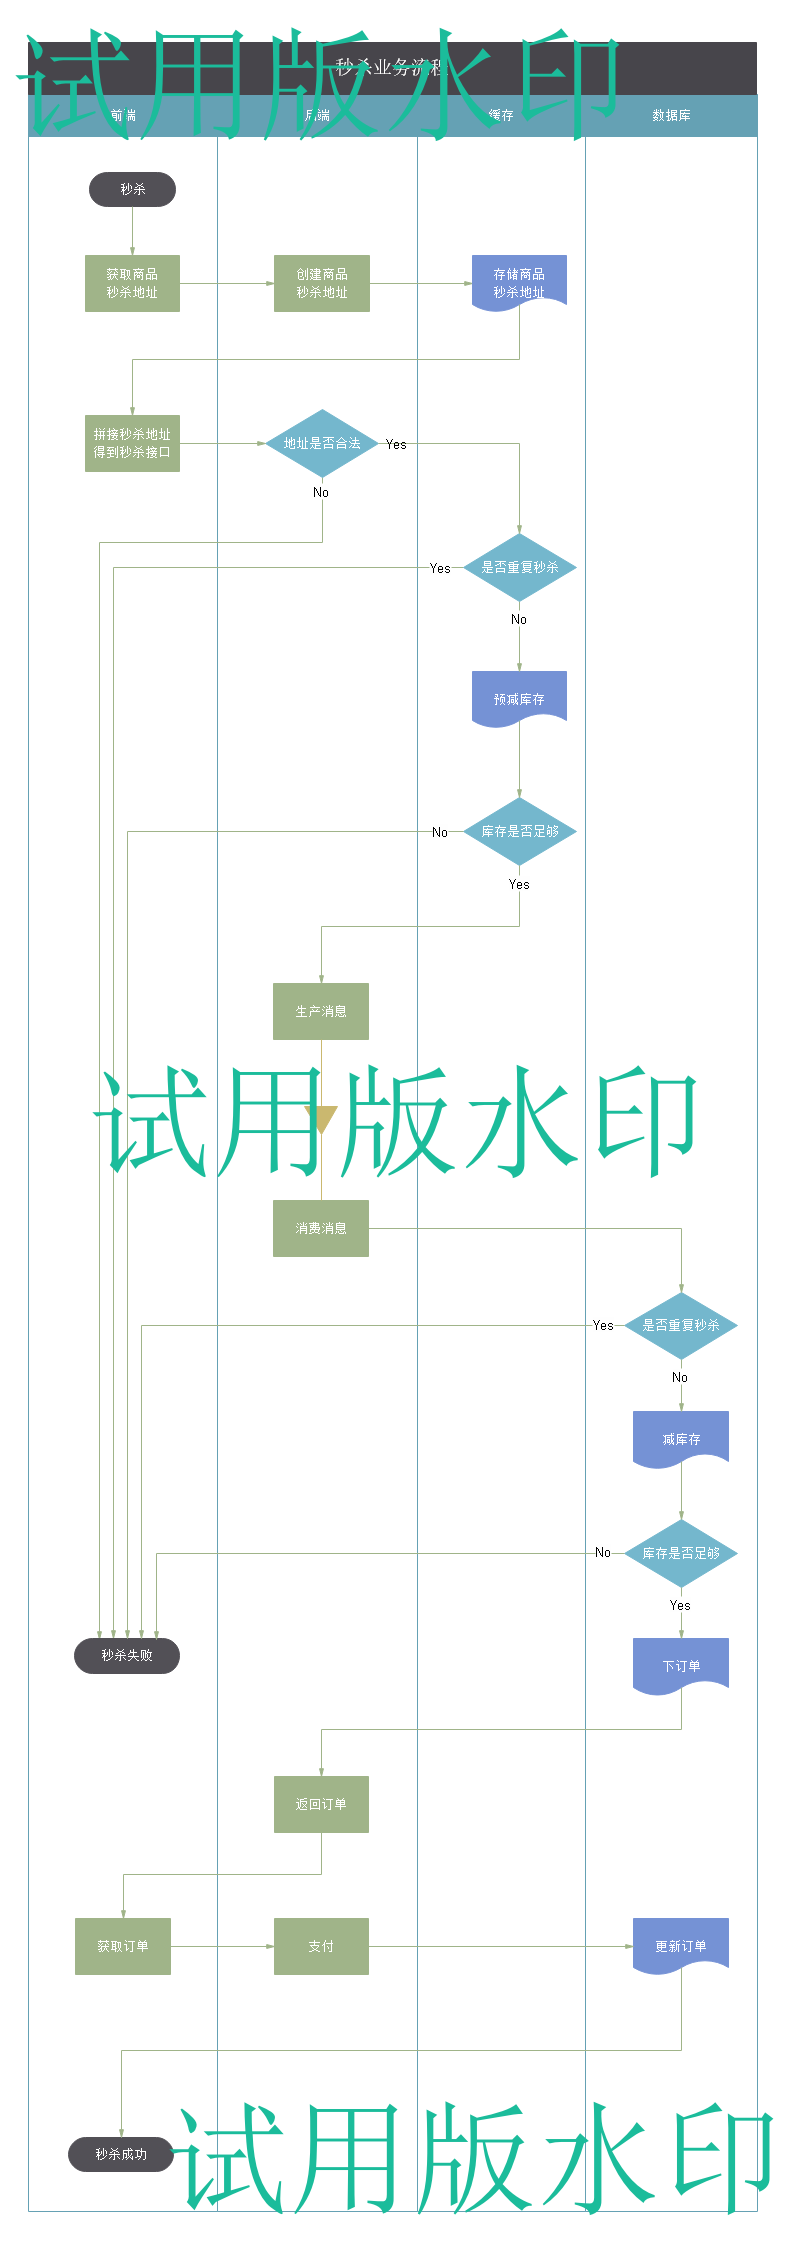 秒杀业务流程
试用版水印
前端
后端
缓存
数据库
秒杀
获取商品
秒杀地址
创建商品
秒杀地址
存储商品
秒杀地址
拼接秒杀地址
得到秒杀接口
地址是否合法
Yes
No
Yes
是否重复秒杀
No
预减库存
No
库存是否足够
Yes
生产消息
试用版水印
消费消息
Yes
是否重复秒杀
No
减库存
No
库存是否足够
Yes
秒杀失败
下订单
返回订单
获取订单
支付
更新订单
秒杀成功
试用版水印